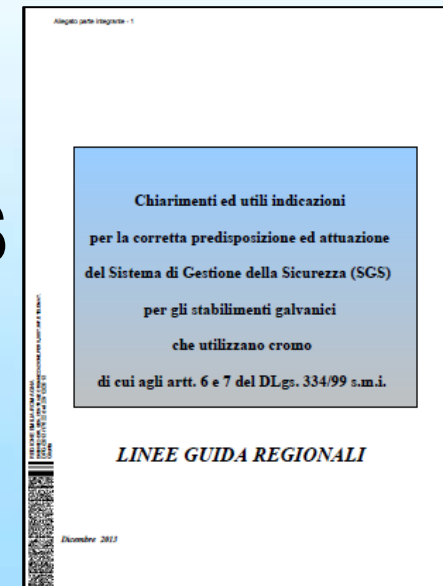 Allegato parte integrante - 1
S
Chiarimenti ed utili indicazioni
per la corretta predisposizione ed attuazione
del Sistema di Gestione della Sicurezza (SGS)
per gli stabilimenti galvanici
che utilizzano cromo
di cui agli artt. 6 e 7 del DLgs. 334/99 s.m.i.
LINEE GUIDA REGIONALI
Dicembre 2013